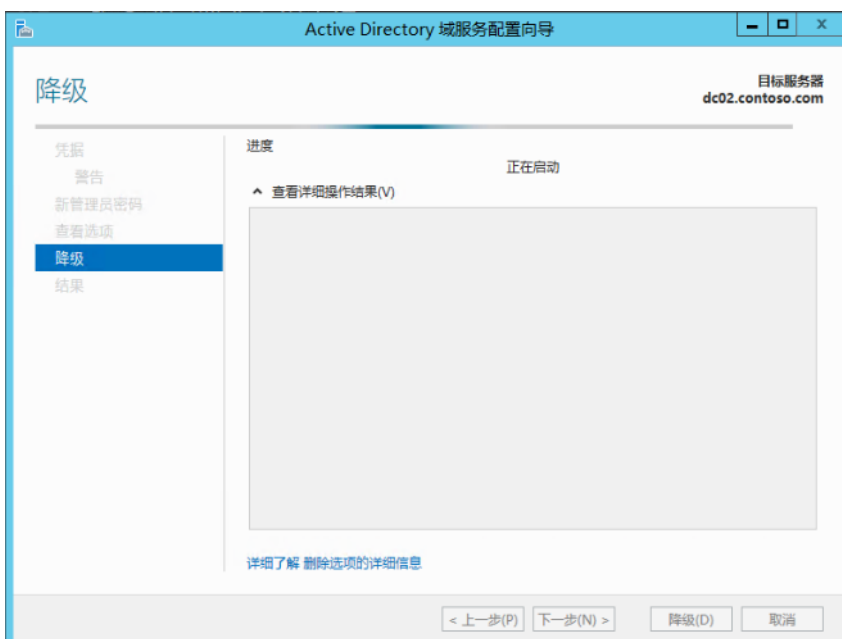 Active Directory 域服务配置向导
降级
目标服务器
dc02.contoso.com
凭据
警告
新管理员密码
查看选项
降级
结果
进度
正在启动
查看详细操作结果(V)
详细了解 删除选项的详细信息
< 上一步(P)
下一步(N) >
降级(D)
取消